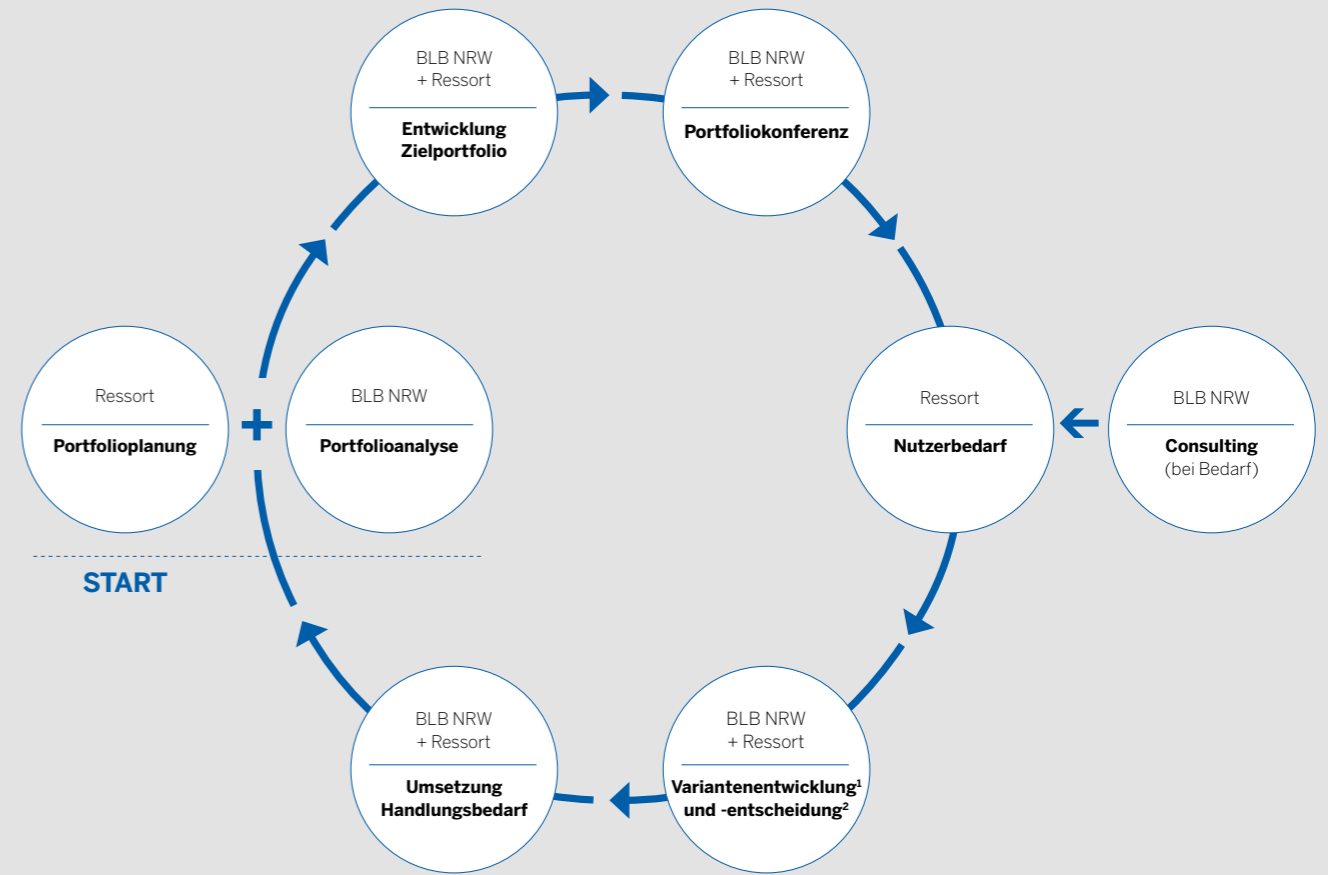 BLB NRW
+ Ressort
Entwicklung
Zielportfolio
BLB NRW
+ Ressort
Portfoliokonferenz
Ressort
Portfolioplanung
+
BLB NRW
Portfolioanalyse
Ressort
Nutzerbedarf
BLB NRW
Consulting
(bei Bedarf)
START
BLB NRW
+ Ressort
Umsetzung
Handlungsbedarf
BLB NRW
+ Ressort
Variantenentwicklung¹
und -entscheidung²